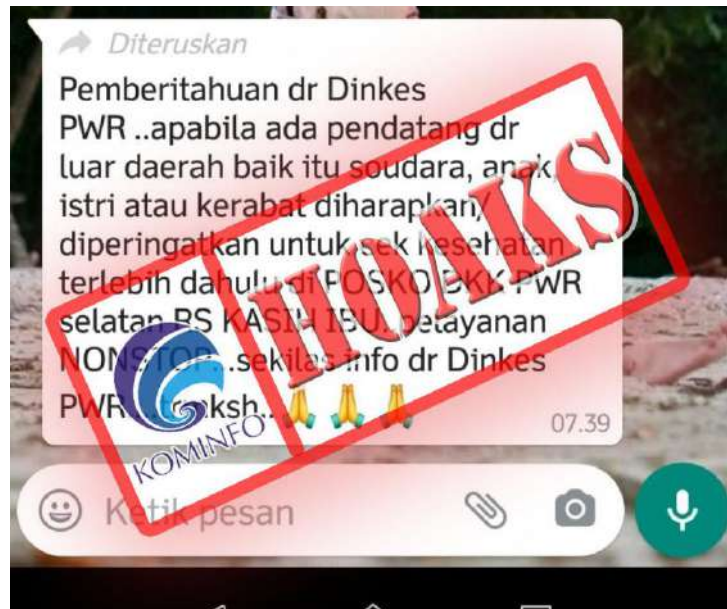 Diteruskan
Pemberitahuan dr Dinkes
PWR ..apabila ada pendatang dr
luar daerah baik itu soudara, anak,
istri atau kerabat diharapkan/
diperingatkan untuk sek kesehatan
terlebih dahulu di POSKO DKK PWR
selatan RS KASIH IBU..pelayanan
NONSTOP...sekilas info dr Dinkes
PWR
07.39
HOAKS
KOMINFO
Ketik pesan